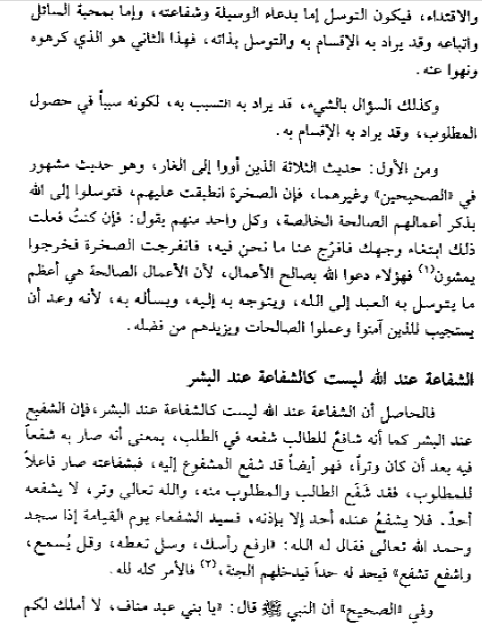 والاقتداء، فيكون التوسل إما بدعاء الوسيلة وشفاعته، وإما بمحبة السائل
واتباعه وقد يراد به الإقسام به والتوسل بذاته، فهذا الثاني هو الذي كرهوه
ونهوا عنه.
وكذلك السؤال بالشيء، قد يراد به التسبب به، لكونه سبباً في حصول
المطلوب، وقد يراد به الإقسام به.
ومن الأول: حديث الثلاثة الذين أووا إلى الغار، وهو حديث مشهور
في «الصحيحين» وغيرهما، فإن الصخرة انطبقت عليهم، فتوسلوا إلى الله
بذكر أعمالهم الصالحة الخالصة، وكل واحد منهم يقول: فإن كنتُ فعلت
ذلك ابتغاء وجهك فافرُج عنا ما نحن فيه، فانفرجت الصخرة فخرجوا
يمشون(١) فهؤلاء دعوا الله بصالح الأعمال، لأن الأعمال الصالحة هي أعظم
ما يتوسل به العبد إلى الله، ويتوجه به إليه، ويسأله به، لأنه وعد أن
يستجيب للذين آمنوا وعملوا الصالحات ويزيدهم من فضله.
الشفاعة عند الله ليست كالشفاعة عند البشر
فالحاصل أن الشفاعة عند الله ليست كالشفاعة عند البشر، فإن الشفيع
عند البشر كما أنه شافعٌ للطالب شفعه في الطلب، بمعنى أنه صار به شفعاً
فيه بعد أن كان وتراً، فهو أيضاً قد شفع المشفوع إليه، فبشفاعته صار فاعلاً
للمطلوب، فقد شَفَع الطالب والمطلوب منه، والله تعالى وتر، لا يشفعه
أحدٌ. فلا يشفعُ عنده أحد إلا بإذنه، فسيد الشفعاء يوم القيامة إذا سجد
وحمد الله تعالى فقال له الله: «ارفع رأسك، وسل تعطه، وقل يُسمع،
واشفع تشفع» فيحد له حداً فيدخلهم الجنة،(٢) فالأمر كله لله.
وفي «الصحيح» أن النبي ﷺ قال: «يا بني عبد مناف، لا أملك لكم